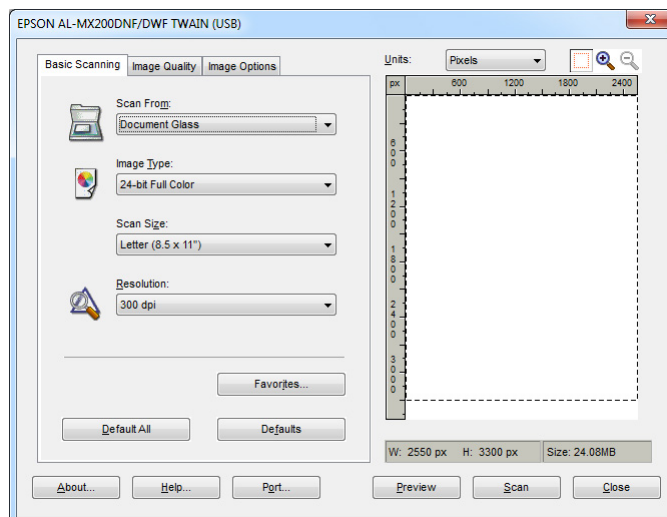 EPSON AL-MX200DNF/DWF TWAIN (USB)
Basic Scanning Image Quality Image Options
Scan From:
Document Glass
Image Type:
24-bit Full Color
Scan Size:
Letter (8.5 x 11")
Resolution:
300 dpi
Favorites...
Default All Defaults
Units: Pixels
px 600 1200 1800 2400
600
1200
1800
2400
3000
W: 2550 px H: 3300 px Size: 24.08MB
About... Help... Port... Preview Scan Close